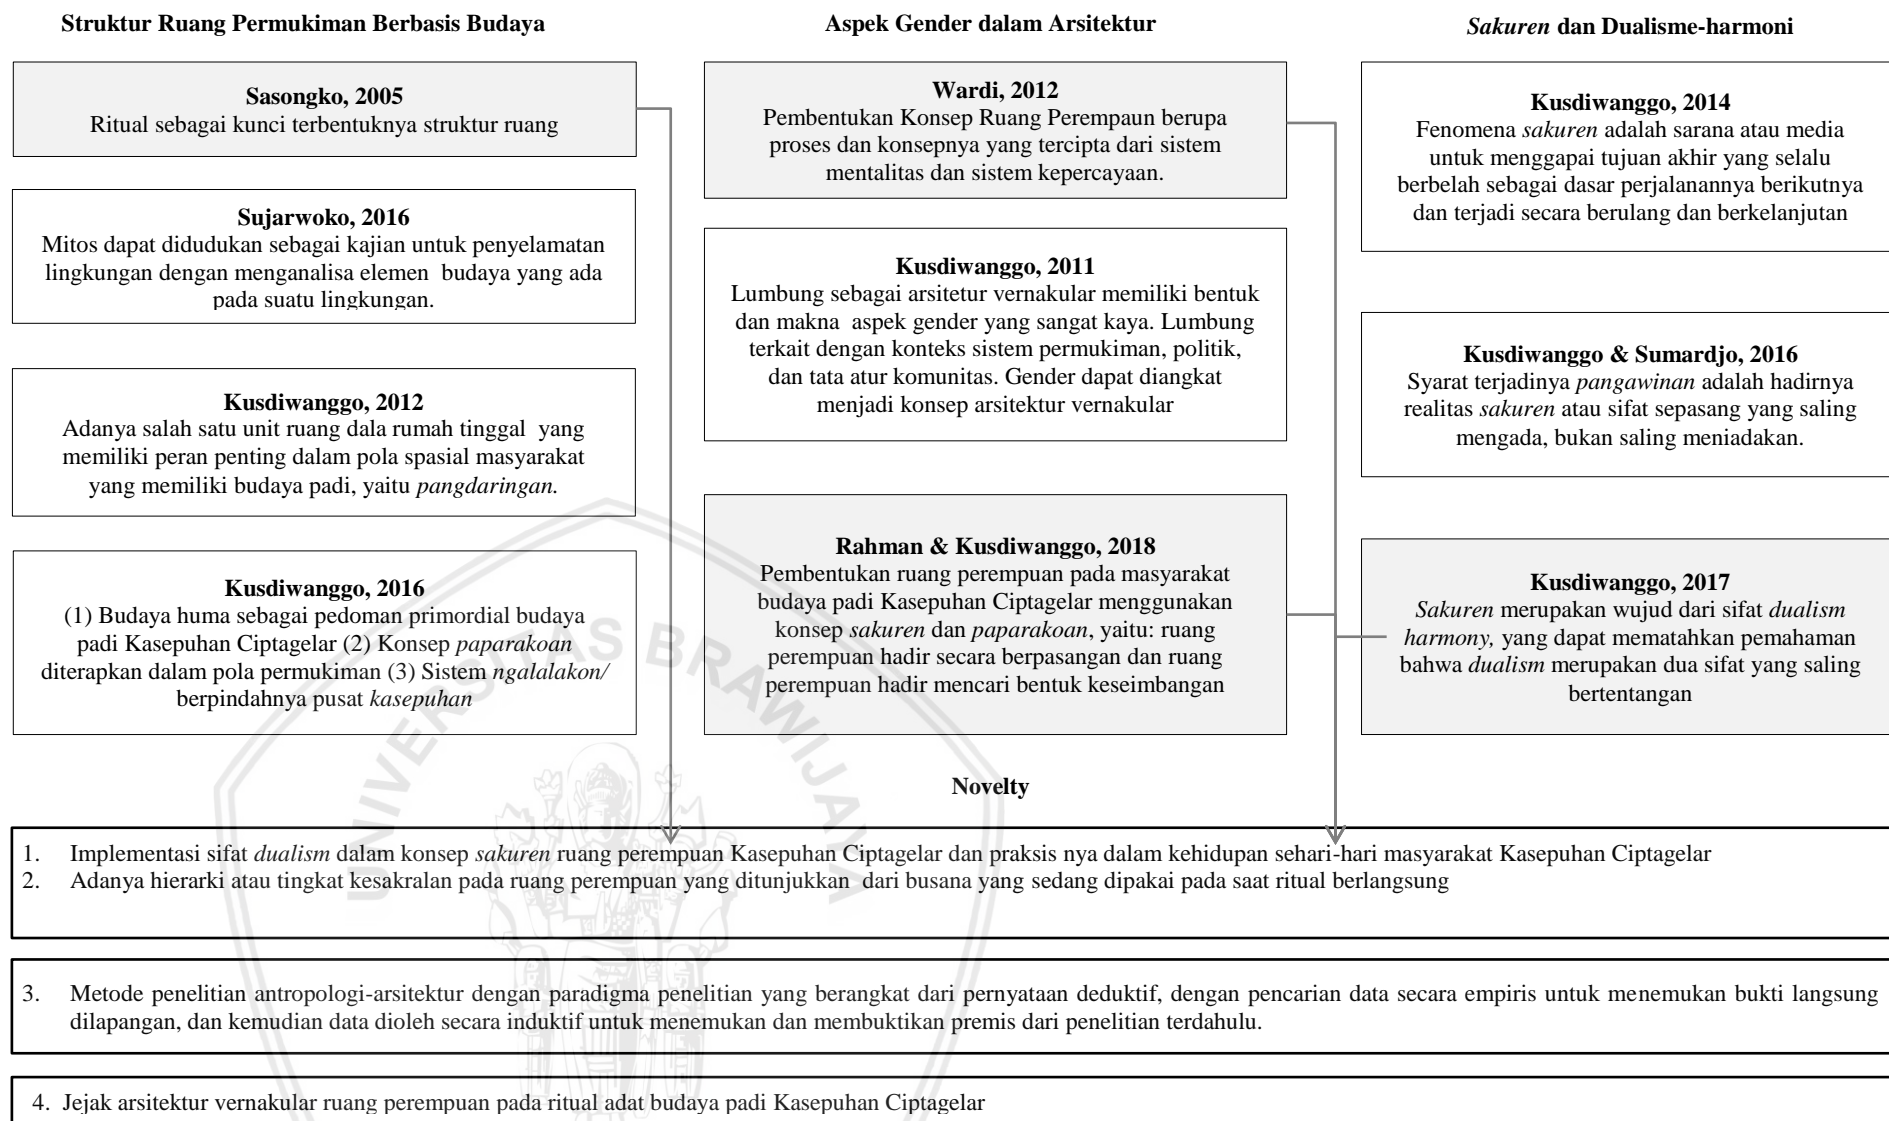 Struktur Ruang Permukiman Berbasis Budaya
Sasongko, 2005
Ritual sebagai kunci terbentuknya struktur ruang
Sujarwoko, 2016
Mitos dapat didudukan sebagai kajian untuk penyelamatan
lingkungan dengan menganalisa elemen budaya yang ada
pada suatu lingkungan.
Kusdiwanggo, 2012
Adanya salah satu unit ruang dala rumah tinggal yang
memiliki peran penting dalam pola spasial masyarakat
yang memiliki budaya padi, yaitu pangdaringan.
Kusdiwanggo, 2016
(1) Budaya huma sebagai pedoman primordial budaya
padi Kasepuhan Ciptagelar (2) Konsep paparakoan
diterapkan dalam pola permukiman (3) Sistem ngalalakon/
berpindahnya pusat kasepuhan
Aspek Gender dalam Arsitektur
Wardi, 2012
Pembentukan Konsep Ruang Perempaun berupa
proses dan konsepnya yang tercipta dari sistem
mentalitas dan sistem kepercayaan.
Kusdiwanggo, 2011
Lumbung sebagai arsitetur vernakular memiliki bentuk
dan makna aspek gender yang sangat kaya. Lumbung
terkait dengan konteks sistem permukiman, politik,
dan tata atur komunitas. Gender dapat diangkat
menjadi konsep arsitektur vernakular
Rahman & Kusdiwanggo, 2018
Pembentukan ruang perempuan pada masyarakat
budaya padi Kasepuhan Ciptagelar menggunakan
konsep sakuren dan paparakoan, yaitu: ruang
perempuan hadir secara berpasangan dan ruang
perempuan hadir mencari bentuk keseimbangan
Sakuren dan Dualisme-harmoni
Kusdiwanggo, 2014
Fenomena sakuren adalah sarana atau media
untuk menggapai tujuan akhir yang selalu
berbelah sebagai dasar perjalanannya berikutnya
dan terjadi secara berulang dan berkelanjutan
Kusdiwanggo & Sumardjo, 2016
Syarat terjadinya pangawinan adalah hadirnya
realitas sakuren atau sifat sepasang yang saling
mengada, bukan saling meniadakan.
Kusdiwanggo, 2017
Sakuren merupakan wujud dari sifat dualism
harmony, yang dapat mematahkan pemahaman
bahwa dualism merupakan dua sifat yang saling
bertentangan
Novelty
1. Implementasi sifat dualism dalam konsep sakuren ruang perempuan Kasepuhan Ciptagelar dan praksis nya dalam kehidupan sehari-hari masyarakat Kasepuhan Ciptagelar
2. Adanya hierarki atau tingkat kesakralan pada ruang perempuan yang ditunjukkan dari busana yang sedang dipakai pada saat ritual berlangsung
3. Metode penelitian antropologi-arsitektur dengan paradigma penelitian yang berangkat dari pernyataan deduktif, dengan pencarian data secara empiris untuk menemukan bukti langsung
dilapangan, dan kemudian data dioleh secara induktif untuk menemukan dan membuktikan premis dari penelitian terdahulu.
4. Jejak arsitektur vernakular ruang perempuan pada ritual adat budaya padi Kasepuhan Ciptagelar
UNIVERSITAS BRAWIJAYA